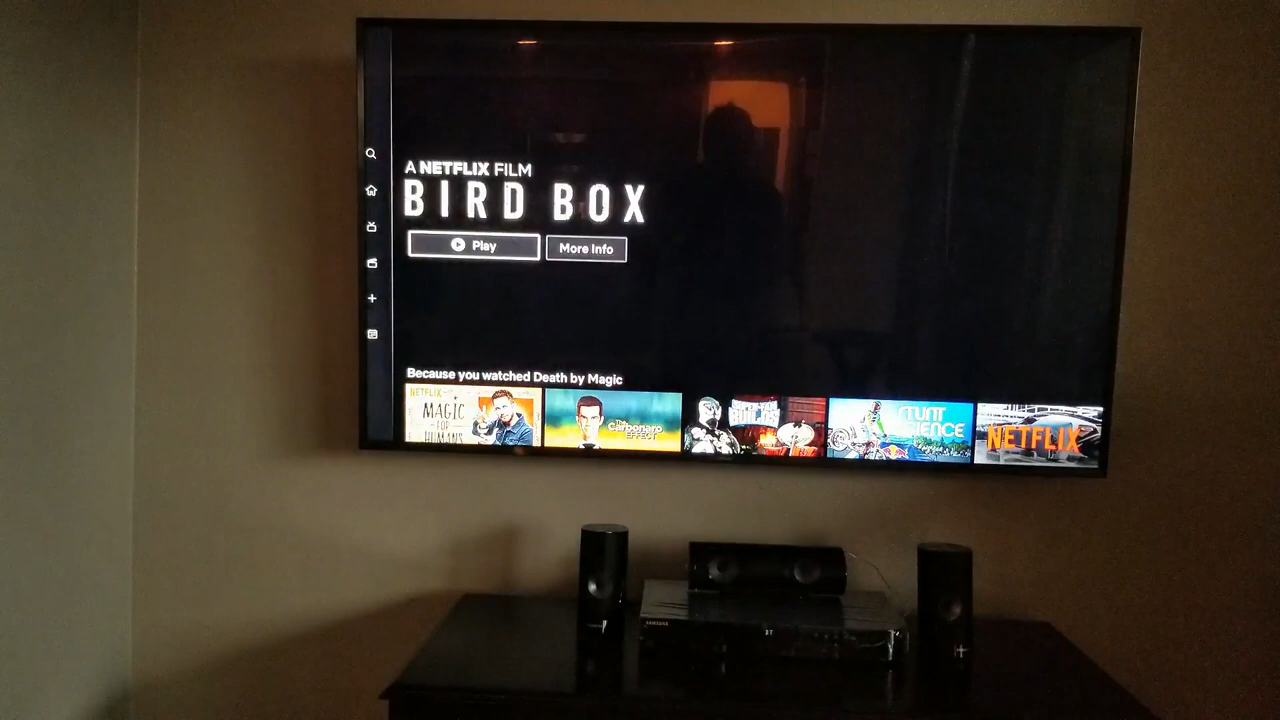 A NETFLIX FILM
BIRD BOX
Play
More Info
Because you watched Death by Magic
NETFLIX
MAGIC
FOR
HUMANS
The
Carbonaro
EFFECT
STUNT
SCIENCE
NETFLIX
SAMSUNG